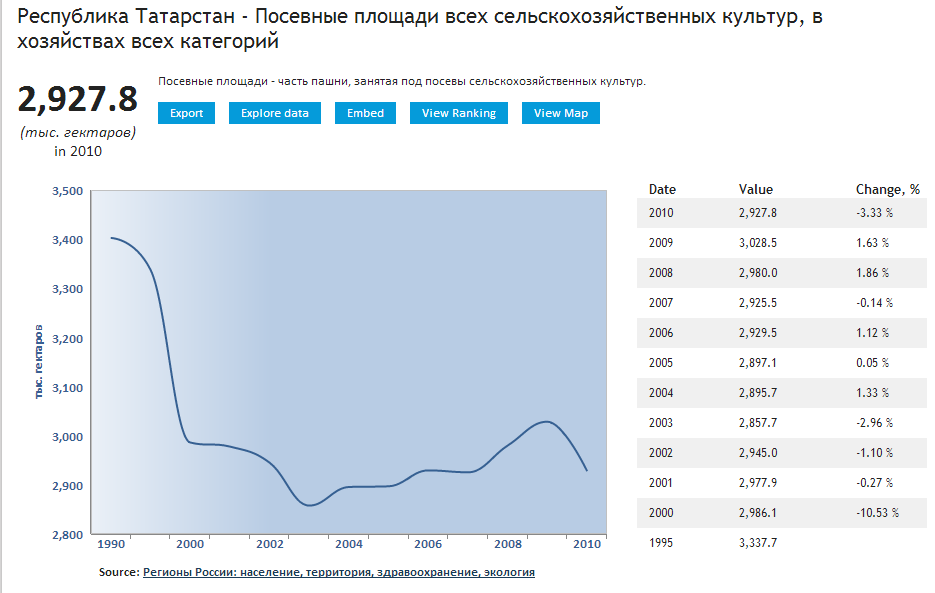 Республика Татарстан - Посевные площади всех сельскохозяйственных культур, в
хозяйствах всех категорий
2,927.8
(тыс. гектаров)
in 2010
Посевные площади - часть пашни, занятая под посевы сельскохозяйственных культур.
Export Explore data Embed View Ranking View Map
3,500
3,400
3,300
3,200
3,100
3,000
2,900
2,800
тыс. гектаров
1990 2000 2002 2004 2006 2008 2010
Source: Регионы России: население, территория, здравоохранение, экология
Date Value Change, %
2010 2,927.8 -3.33 %
2009 3,028.5 1.63 %
2008 2,980.0 1.86 %
2007 2,925.5 -0.14 %
2006 2,929.5 1.12 %
2005 2,897.1 0.05 %
2004 2,895.7 1.33 %
2003 2,857.7 -2.96 %
2002 2,945.0 -1.10 %
2001 2,977.9 -0.27 %
2000 2,986.1 -10.53 %
1995 3,337.7